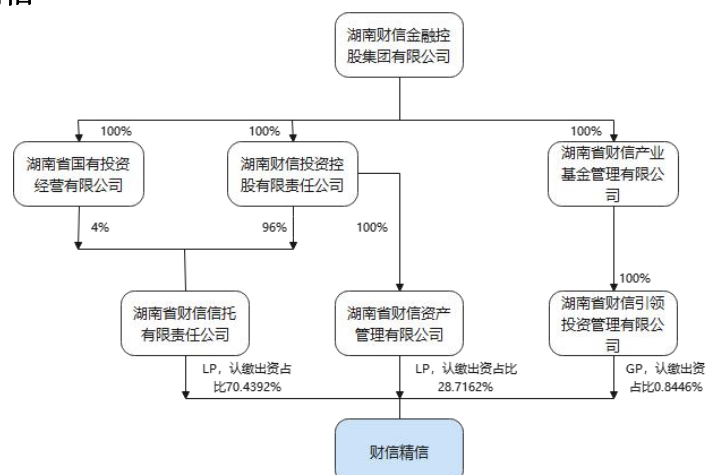 湖南财信金融控
股集团有限公司
100%
100%
100%
湖南省国有投资
经营有限公司
湖南财信投资控
股有限责任公司
湖南省财信产业
基金管理有限公
司
4%
96%
100%
100%
湖南省财信信托
有限责任公司
湖南省财信资产
管理有限公司
湖南省财信引领
投资管理有限公
司
LP，认缴出资占
比70.4392%
LP，认缴出资占比
28.7162%
GP，认缴出资
占比0.8446%
财信精信